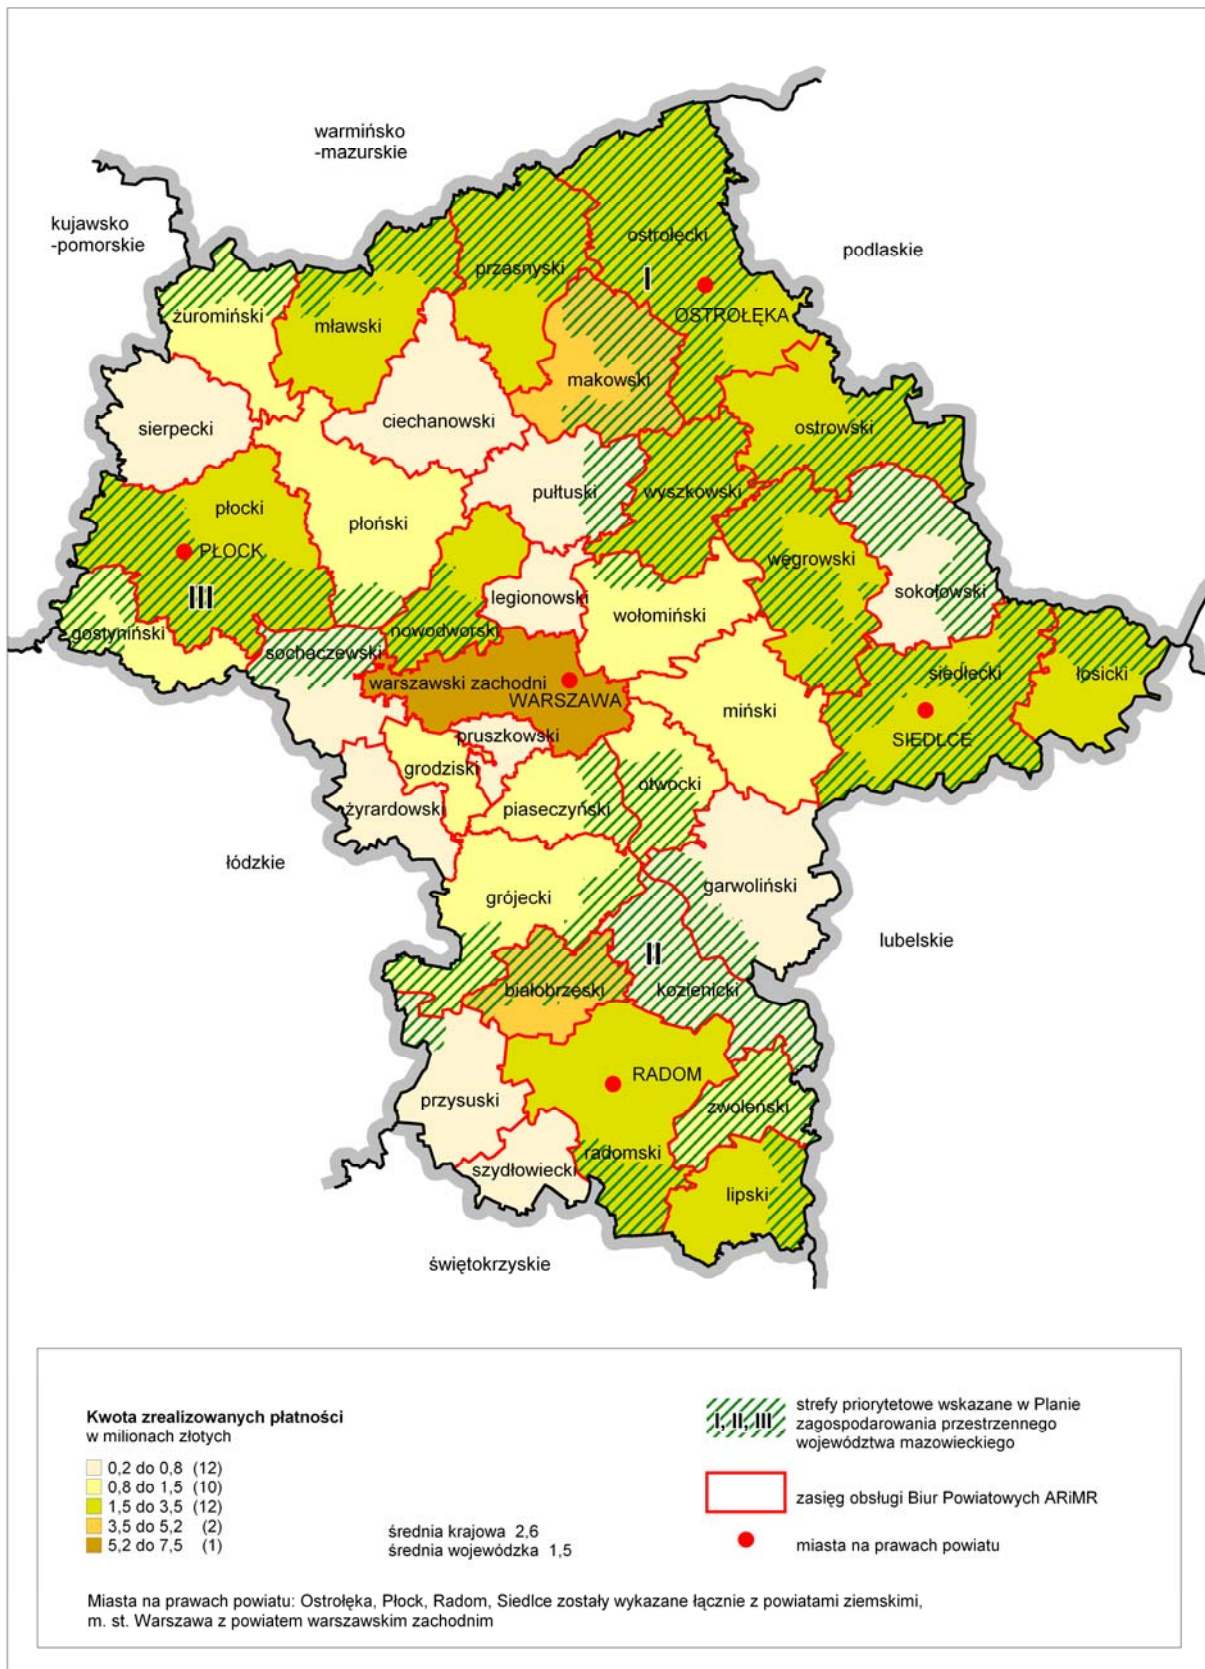 warmińsko
-mazurskie
kujawsko
-pomorskie
podlaskie
ostrołęcki
I
OSTROŁĘKA
przasnyski
żuromiński
mławski
makowski
ciechanowski
sierpecki
ostrowski
pułtuski
wyszkowski
płocki
płoński
PŁOCK
węgrowski
sokołowski
III
legionowski
wołomiński
gostyniński
nowodworski
sochaczewski
siedlecki
łosicki
warszawski zachodni
WARSZAWA
miński
SIEDLCE
pruszkowski
grodziski
otwocki
żyrardowski
piaseczyński
łódzkie
grójecki
garwoliński
lubelskie
II
białobrzęski
kozienicki
RADOM
przysuski
zwoleński
radomski
szydłowiecki
lipski
świętokrzyskie
Kwota zrealizowanych płatności
w milionach złotych
0,2 do 0,8 (12)
0,8 do 1,5 (10)
1,5 do 3,5 (12)
3,5 do 5,2 (2)
5,2 do 7,5 (1)
średnia krajowa 2,6
średnia wojewódzka 1,5
I, II, III
strefy priorytetowe wskazane w Planie
zagospodarowania przestrzennego
województwa mazowieckiego
zasięg obsługi Biur Powiatowych ARiMR
miasta na prawach powiatu
Miasta na prawach powiatu: Ostrołęka, Płock, Radom, Siedlce zostały wykazane łącznie z powiatami ziemskimi,
m. st. Warszawa z powiatem warszawskim zachodnim